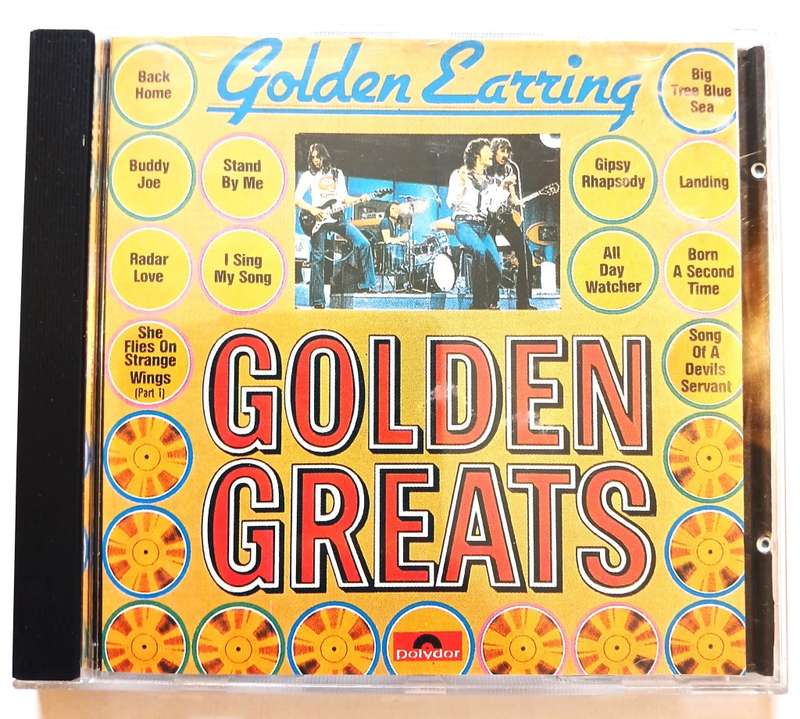 Golden Earring
Back
Home
Big
Tree Blue
Sea
Buddy
Joe
Stand
By Me
Gipsy
Rhapsody
Landing
Radar
Love
I Sing
My Song
All
Day
Watcher
Born
A Second
Time
She
Flies On
Strange
Wings
(Part 1)
Song
Of A
Devils
Servant
GOLDEN
GREATS
polydor